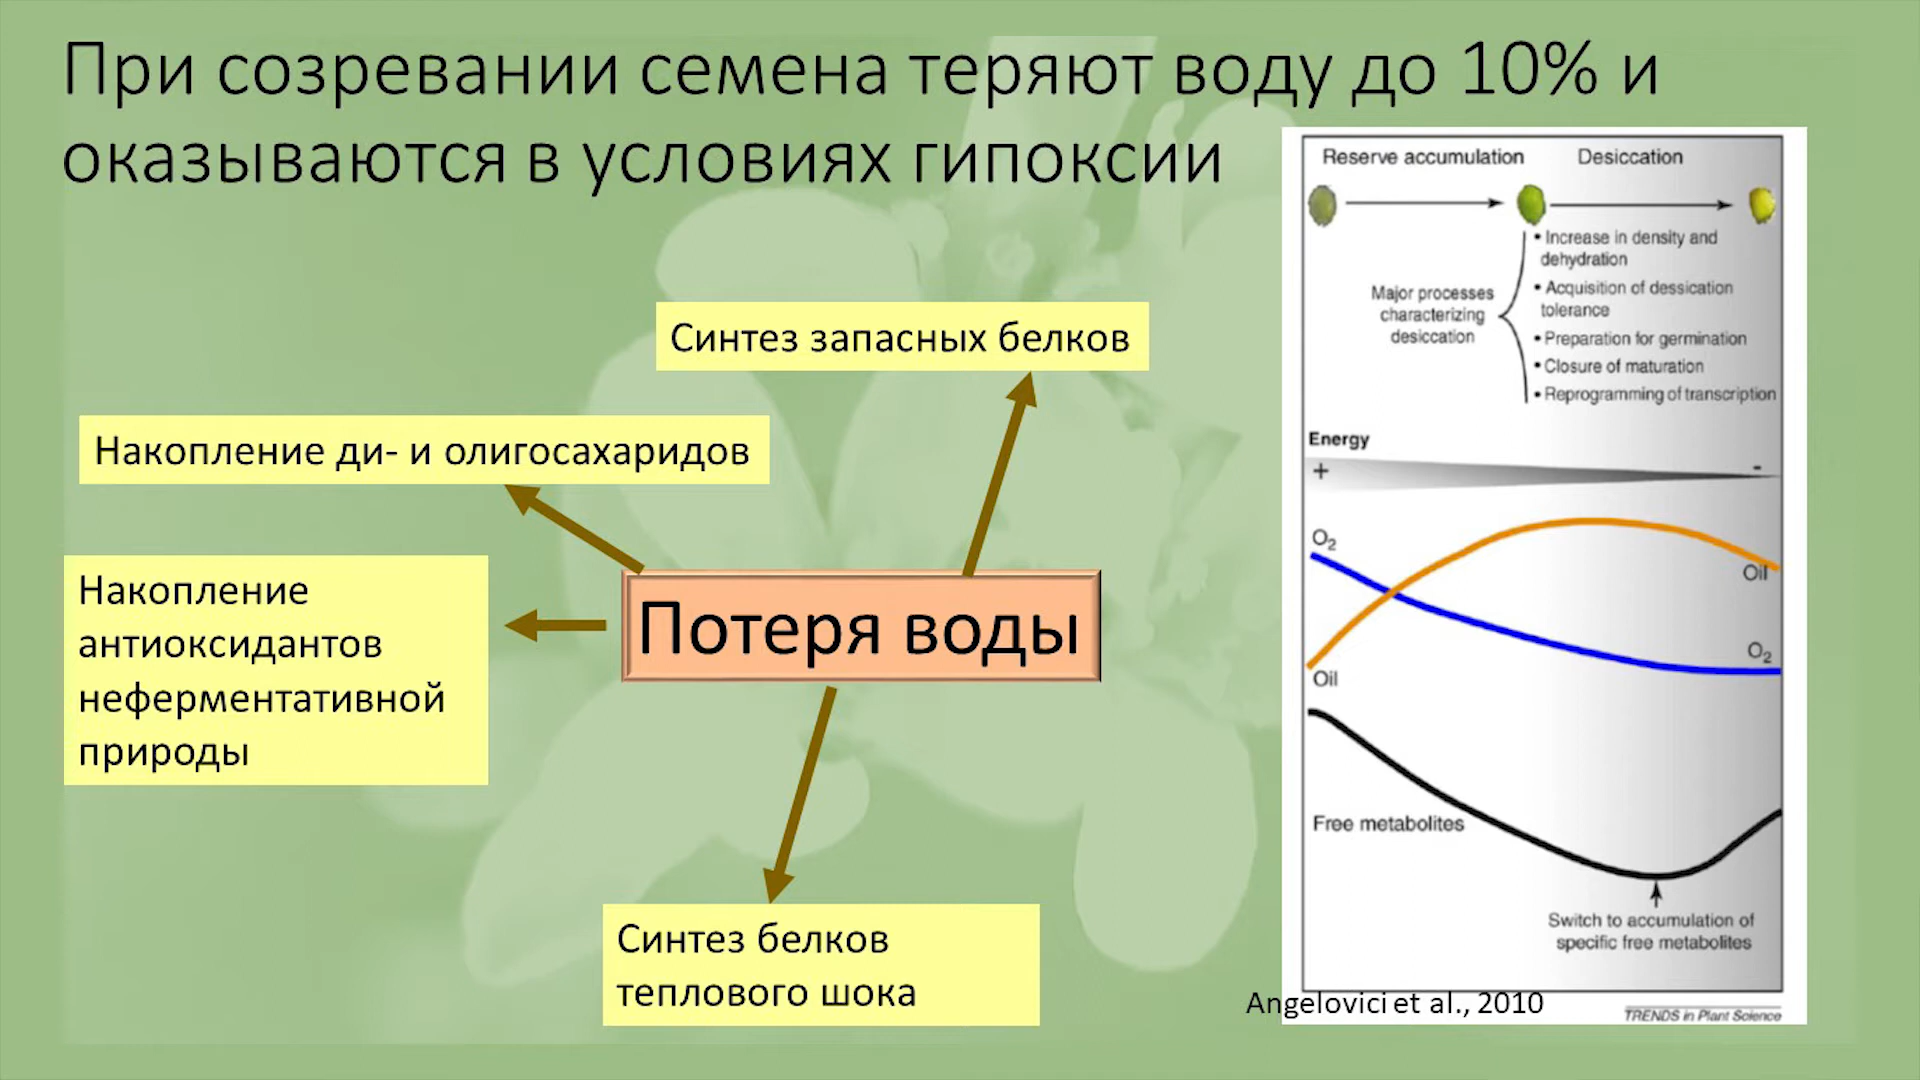 При созревании семена теряют воду до 10% и
оказываются в условиях гипоксии
Синтез запасных белков
Накопление ди- и олигосахаридов
Накопление
антиоксидантов
неферментативной
природы
Потеря воды
Синтез белков
теплового шока
Reserve accumulation
Desiccation
Major processes
characterizing
desiccation
• Increase in density and
dehydration
• Acquisition of dessication
tolerance
• Preparation for germination
• Closure of maturation
• Reprogramming of transcription
Energy
+
-
O2
Oil
O2
Oil
Free metabolites
Switch to accumulation of
specific free metabolites
Angelovici et al., 2010
TRENDS in Plant Science